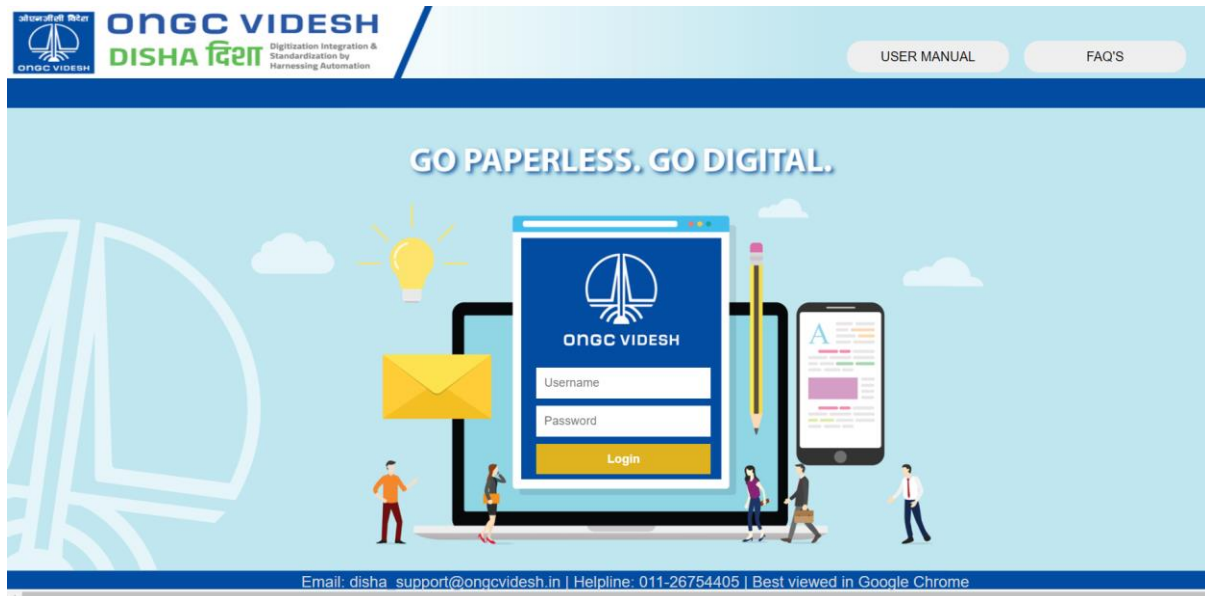 ओएनजीसी विदेश
ONGC VIDESH
ONGC VIDESH
DISHA दिशा
Digitization Integration &
Standardization by
Harnessing Automation
USER MANUAL
FAQ'S
GO PAPERLESS. GO DIGITAL.
ONGC VIDESH
Username
Password
Login
A
Email: disha_support@ongcvidesh.in | Helpline: 011-26754405 | Best viewed in Google Chrome